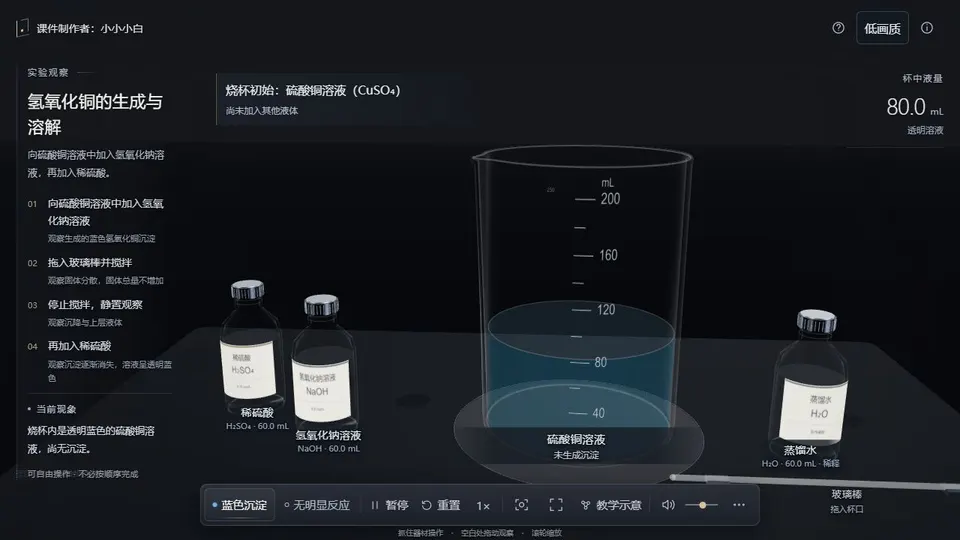 课件制作者：小小小白
低画质
实验观察
氢氧化铜的生成与
溶解
向硫酸铜溶液中加入氢氧化钠溶
液，再加入稀硫酸。
01 向硫酸铜溶液中加入氢氧
化钠溶液
观察生成的蓝色氢氧化铜沉淀
02 拖入玻璃棒并搅拌
观察固体分散，固体总量不增加
03 停止搅拌，静置观察
观察沉降与上层液体
04 再加入稀硫酸
观察沉淀逐渐消失，溶液呈透明蓝
色
当前现象
烧杯内是透明蓝色的硫酸铜溶
液，尚无沉淀。
可自由操作，不必按顺序完成
烧杯初始：硫酸铜溶液（CuSO₄）
尚未加入其他液体
杯中液量
80.0 mL
透明溶液
mL
200
160
120
80
40
稀硫酸
H₂SO₄
稀硫酸
H₂SO₄ · 60.0 mL
氢氧化钠溶液
NaOH
氢氧化钠溶液
NaOH · 60.0 mL
硫酸铜溶液
未生成沉淀
蒸馏水
H₂O
蒸馏水
H₂O · 60.0 mL · 稀释
玻璃棒
拖入杯口
蓝色沉淀
无明显反应
暂停
重置
1×
教学示意
抓住器材操作 · 空白处拖动观察 · 滚轮缩放